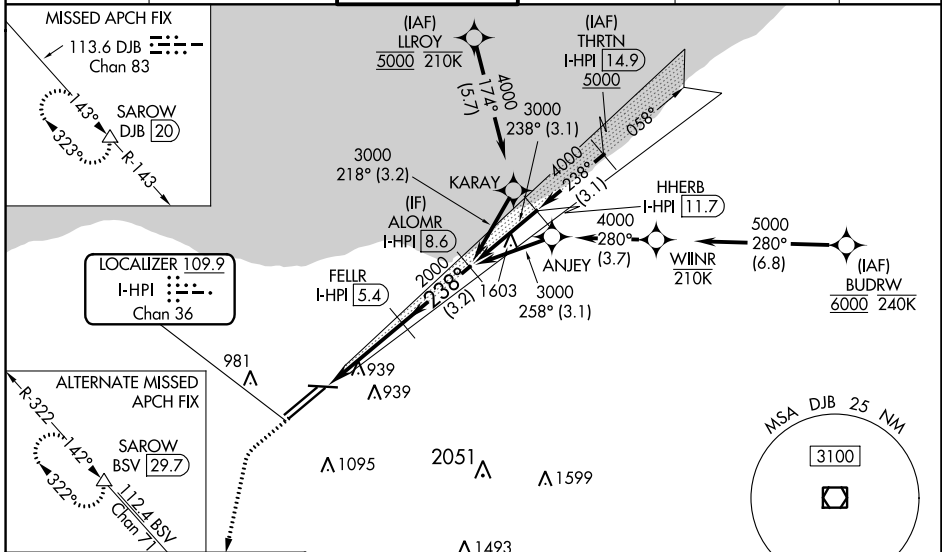 MISSED APCH FIX
113.6 DJB
Chan 83
143°
323°
SAROW
DJB 20
R-143
(IAF)
LLROY
5000 210K
4000
174°
(5.7)
(IAF)
THRTN
I-HPI 14.9
5000
3000
238° (3.1)
058°
3000
218° (3.2)
KARAY
4000
238°
(3.1)
HHERB
I-HPI 11.7
(IF)
ALOMR
I-HPI 8.6
4000
280°
(3.7)
5000
280°
(6.8)
ANJEY
WIINR
210K
(IAF)
BUDRW
6000 240K
LOCALIZER 109.9
I-HPI
Chan 36
FELLR
I-HPI 5.4
2000
238°
(3.2)
1603
3000
258° (3.1)
981
939
939
ALTERNATE MISSED
APCH FIX
R-322
142°
322°
SAROW
BSV 29.7
112.4 BSV
Chan 71
1095
2051
1599
1493
MSA DJB 25 NM
3100